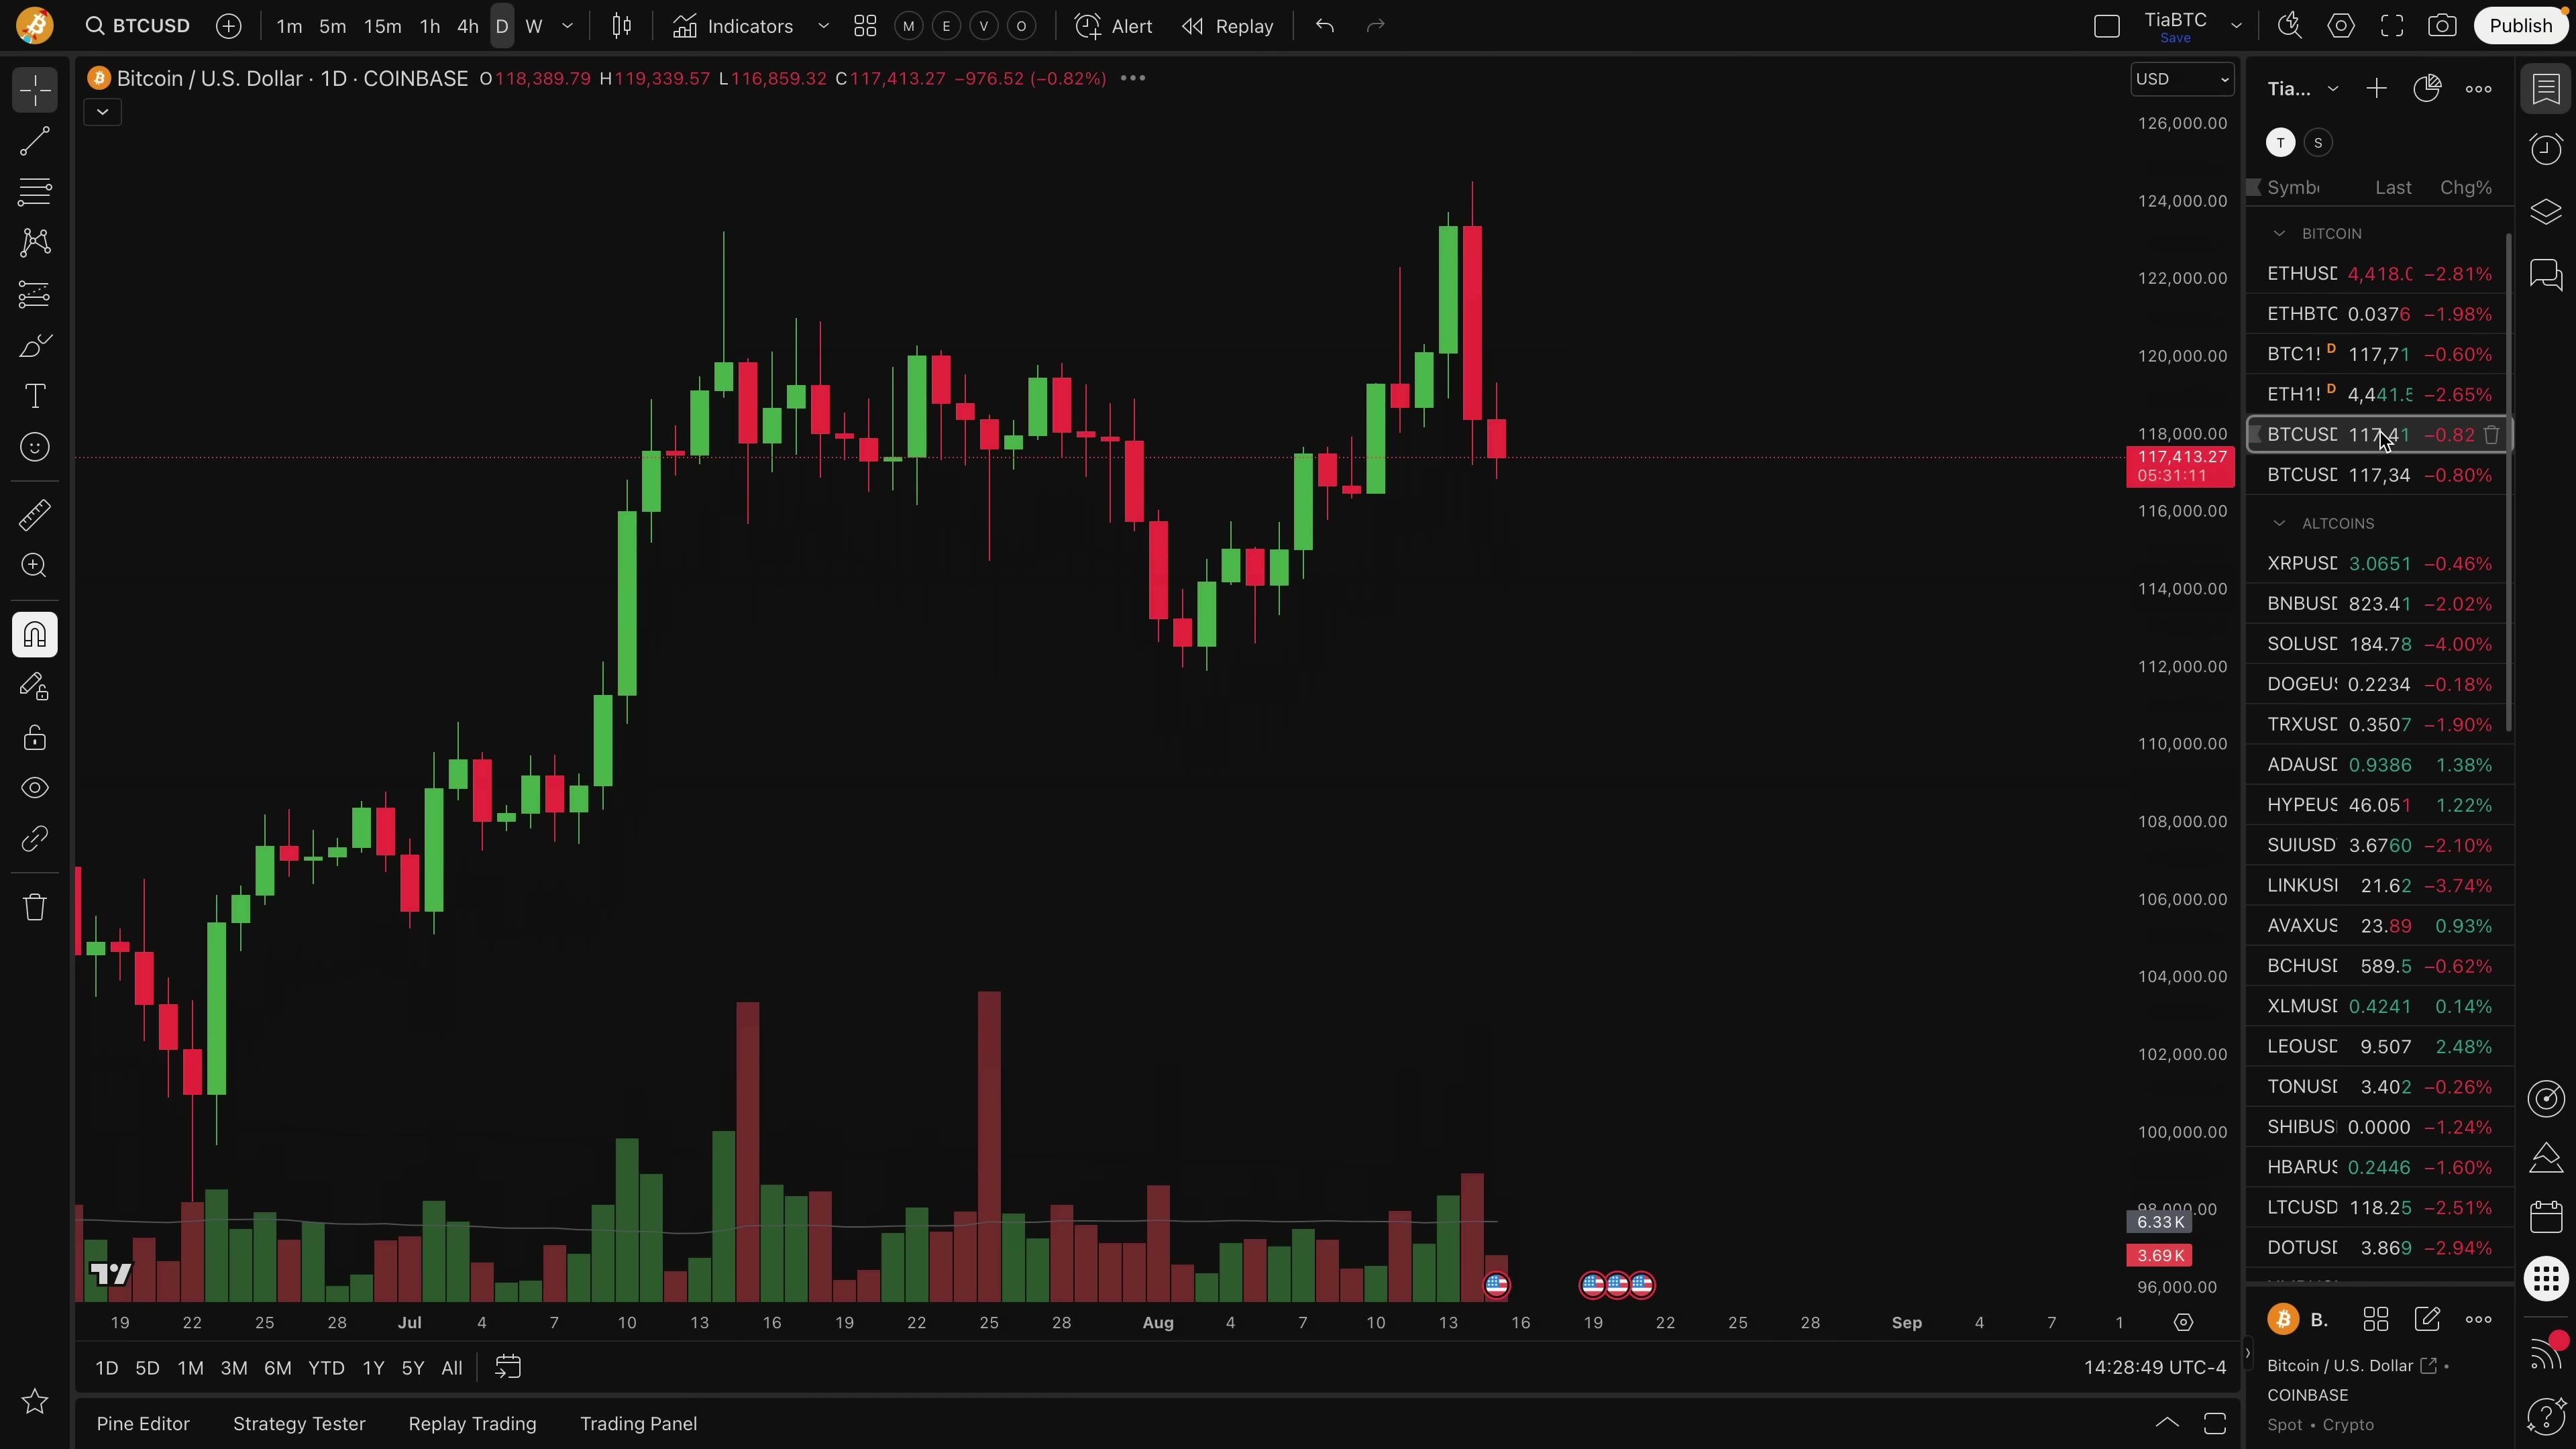 BTCUSD 1m 5m 15m 1h 4h D W Indicators M E V O Alert Replay TiaBTC Save Publish
Bitcoin / U.S. Dollar · 1D · COINBASE O118,389.79 H119,339.57 L116,859.32 C117,413.27 −976.52 (−0.82%)
USD
126,000.00
124,000.00
122,000.00
120,000.00
118,000.00
117,413.27
05:31:11
116,000.00
114,000.00
112,000.00
110,000.00
108,000.00
106,000.00
104,000.00
102,000.00
100,000.00
6.33K
3.69K
96,000.00
19 22 25 28 Jul 4 7 10 13 16 19 22 25 28 Aug 4 7 10 13 16 19 22 25 28 Sep 4 7 1
1D 5D 1M 3M 6M YTD 1Y 5Y All 14:28:49 UTC-4
Pine Editor Strategy Tester Replay Trading Trading Panel
Tia...
T S
Last Chg%
BITCOIN
ETHUSD 4,418.0 −2.81%
ETHBTC 0.0376 −1.98%
BTC1! D 117,71 −0.60%
ETH1! D 4,441.5 −2.65%
BTCUSD 117,41 −0.82
BTCUSD 117,34 −0.80%
ALTCOINS
XRPUSD 3.0651 −0.46%
BNBUSD 823.41 −2.02%
SOLUSD 184.78 −4.00%
DOGEU 0.2234 −0.18%
TRXUSD 0.3507 −1.90%
ADAUSD 0.9386 1.38%
HYPEUS 46.051 1.22%
SUIUSD 3.6760 −2.10%
LINKUS 21.62 −3.74%
AVAXUS 23.89 0.93%
BCHUSD 589.5 −0.62%
XLMUSD 0.4241 0.14%
LEOUSD 9.507 2.48%
TONUSD 3.402 −0.26%
SHIBUS 0.0000 −1.24%
HBARUS 0.2446 −1.60%
LTCUSD 118.25 −2.51%
DOTUSD 3.869 −2.94%
B.
Bitcoin / U.S. Dollar
COINBASE
Spot • Crypto